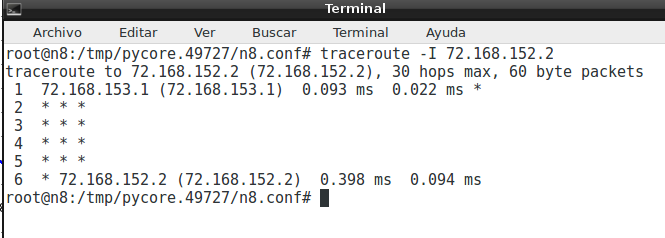 Terminal
Archivo Editar Ver Buscar Terminal Ayuda
root@n8:/tmp/pycore.49727/n8.conf# traceroute -I 72.168.152.2
traceroute to 72.168.152.2 (72.168.152.2), 30 hops max, 60 byte packets
 1  72.168.153.1 (72.168.153.1)  0.093 ms  0.022 ms *
 2  * * *
 3  * * *
 4  * * *
 5  * * *
 6  * 72.168.152.2 (72.168.152.2)  0.398 ms  0.094 ms
root@n8:/tmp/pycore.49727/n8.conf#